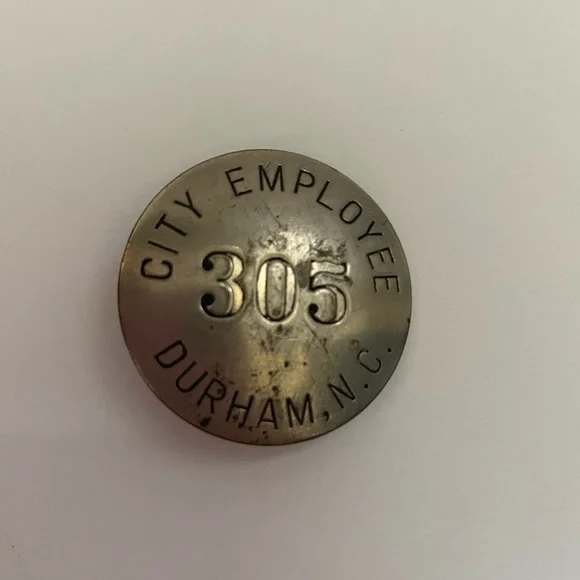 CITY EMPLOYEE
305
DURHAM, N.C.